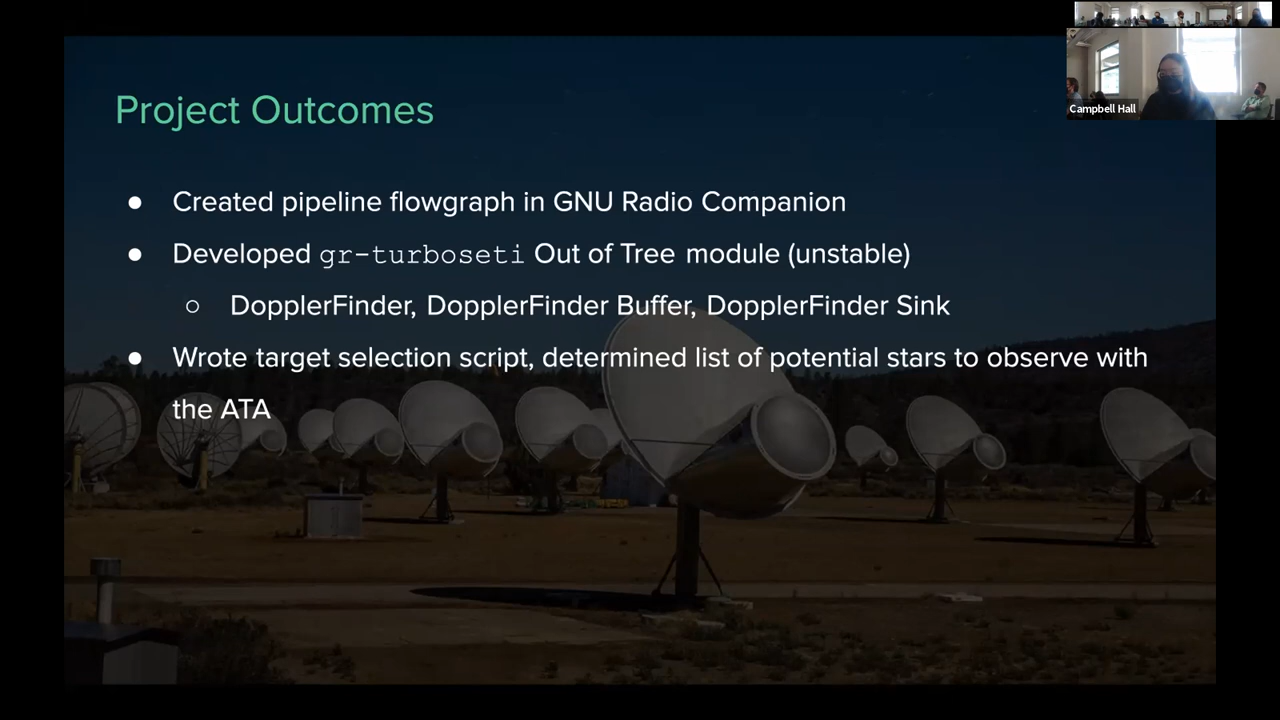 Project Outcomes
● Created pipeline flowgraph in GNU Radio Companion
● Developed gr-turboseti Out of Tree module (unstable)
○ DopplerFinder, DopplerFinder Buffer, DopplerFinder Sink
● Wrote target selection script, determined list of potential stars to observe with
the ATA
Campbell Hall